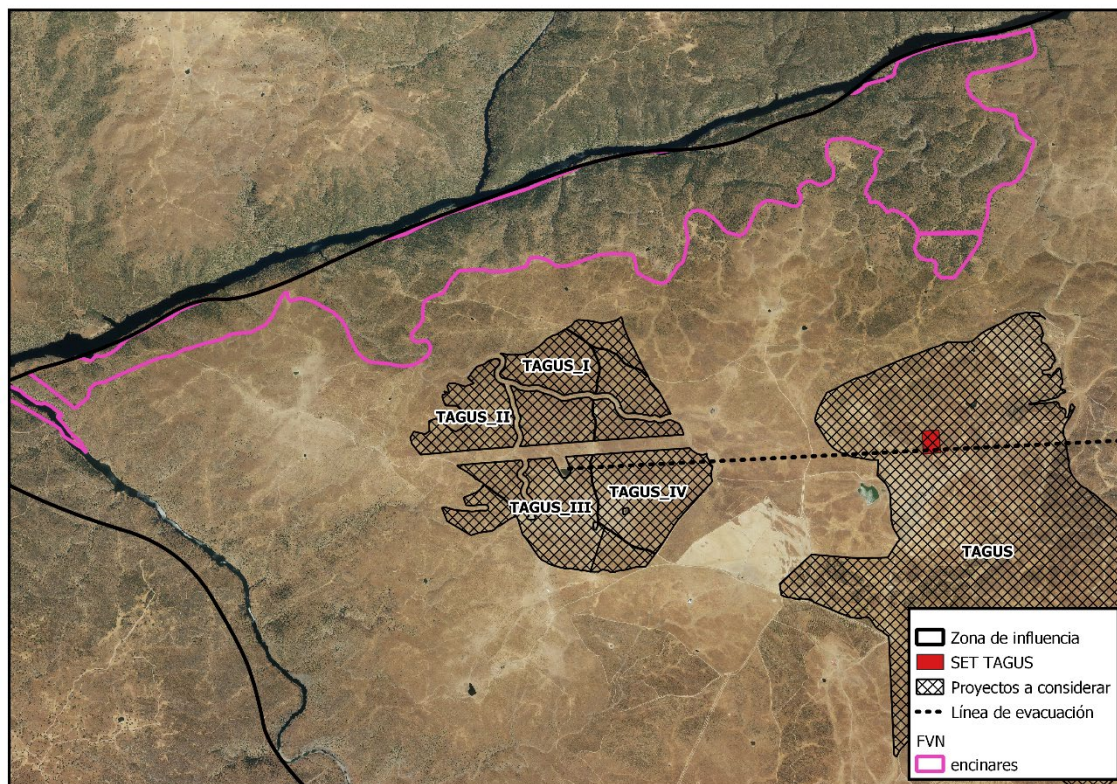 TAGUS_I
TAGUS_II
TAGUS_III
TAGUS_IV
TAGUS
Zona de influencia
SET TAGUS
Proyectos a considerar
Línea de evacuación
FVN
encinares